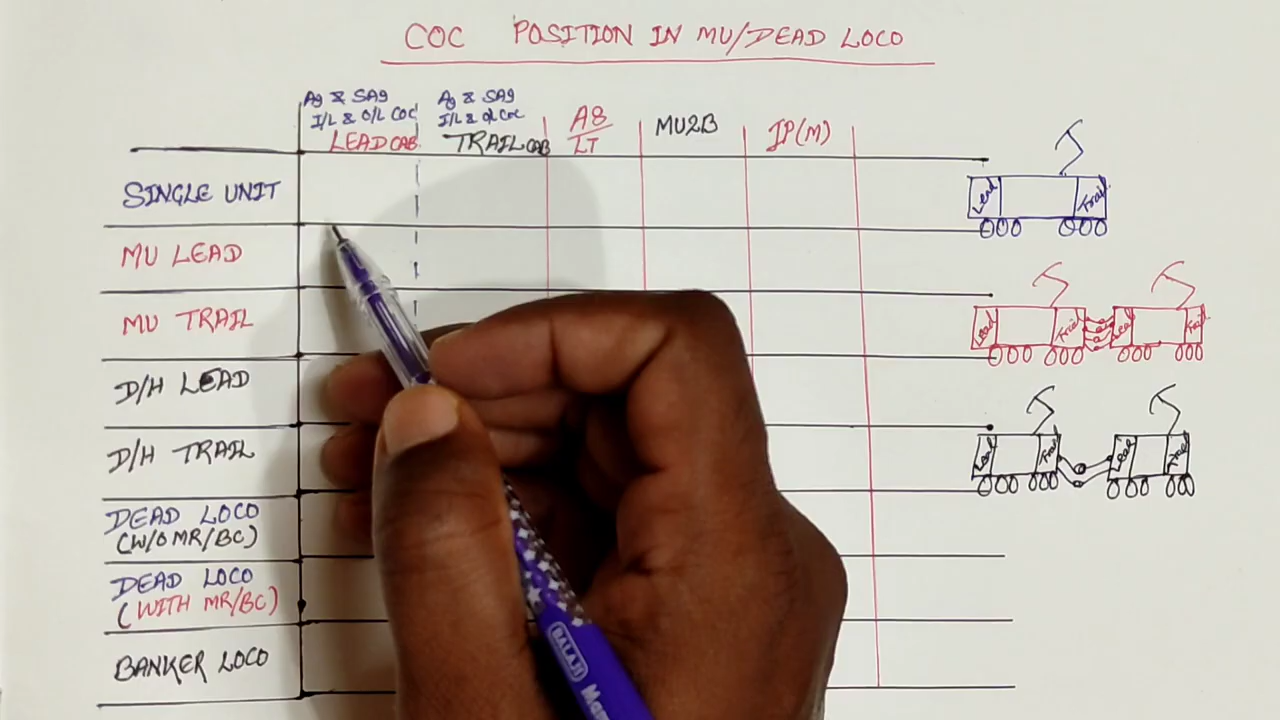 COC POSITION IN MU/DEAD LOCO
A9 & SA9
I/L & O/L COC
LEAD CAB
A9 & SA9
I/L & O/L COC
TRAIL CAB
A8
LT
MU2B
IP(M)
SINGLE UNIT
MU LEAD
MU TRAIL
D/H LEAD
D/H TRAIL
DEAD LOCO
(W/O MR/BC)
DEAD LOCO
(WITH MR/BC)
BANKER LOCO
Lead
Trail
Lead
Trail
Lead
Trail
Lead
Trail
Lead
Trail
BALAJI